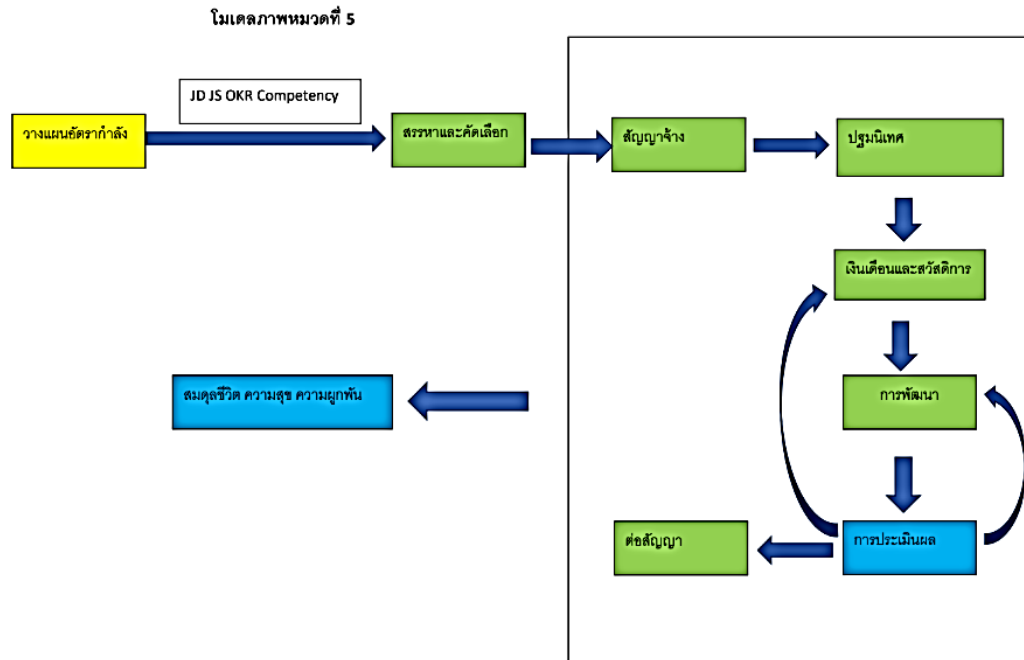 โมเดลภาพหมวดที่ 5
JD JS OKR Competency
วางแผนอัตรากำลัง
สรรหาและคัดเลือก
สัญญาจ้าง
ปฐมนิเทศ
เงินเดือนและสวัสดิการ
สมดุลชีวิต ความสุข ความผูกพัน
การพัฒนา
ต่อสัญญา
การประเมินผล